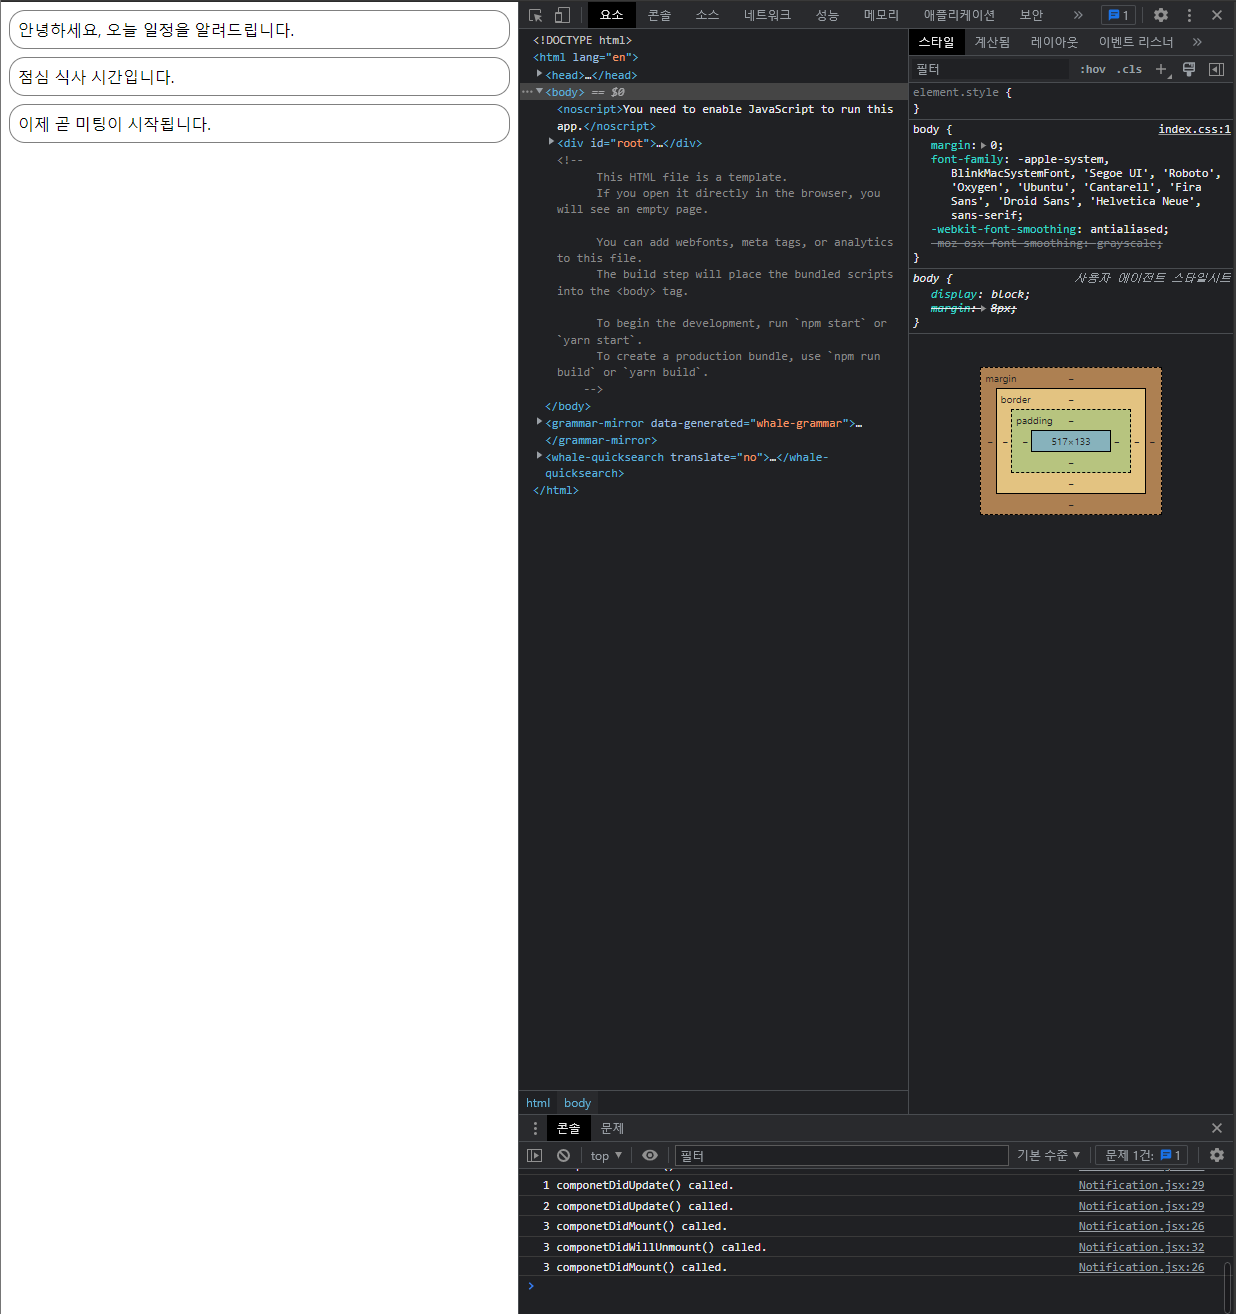 안녕하세요, 오늘 일정을 알려드립니다.
점심 식사 시간입니다.
이제 곧 미팅이 시작됩니다.
요소 콘솔 소스 네트워크 성능 메모리 애플리케이션 보안 » 1
<!DOCTYPE html>
<html lang="en">
<head>…</head>
<body> == $0
<noscript>You need to enable JavaScript to run this
app.</noscript>
<div id="root">…</div>
<!--
This HTML file is a template.
If you open it directly in the browser, you
will see an empty page.
You can add webfonts, meta tags, or analytics
to this file.
The build step will place the bundled scripts
into the <body> tag.
To begin the development, run `npm start` or
`yarn start`.
To create a production bundle, use `npm run
build` or `yarn build`.
-->
</body>
<grammar-mirror data-generated="whale-grammar">…
</grammar-mirror>
<whale-quicksearch translate="no">…</whale-
quicksearch>
</html>
html body
스타일 계산됨 레이아웃 이벤트 리스너 »
필터 :hov .cls +
element.style {
}
body { index.css:1
margin: 0;
font-family: -apple-system,
BlinkMacSystemFont, 'Segoe UI', 'Roboto',
'Oxygen', 'Ubuntu', 'Cantarell', 'Fira
Sans', 'Droid Sans', 'Helvetica Neue',
sans-serif;
-webkit-font-smoothing: antialiased;
-moz-osx-font-smoothing: grayscale;
}
body { 사용자 에이전트 스타일시트
display: block;
margin: 8px;
}
margin –
border –
padding –
– – – 517×133 – – –
–
–
–
콘솔 문제
top ▼ 필터 기본 수준 ▼ 문제 1건: 1
1 componetDidUpdate() called. Notification.jsx:29
2 componetDidUpdate() called. Notification.jsx:29
3 componetDidMount() called. Notification.jsx:26
3 componetDidWillUnmount() called. Notification.jsx:32
3 componetDidMount() called. Notification.jsx:26